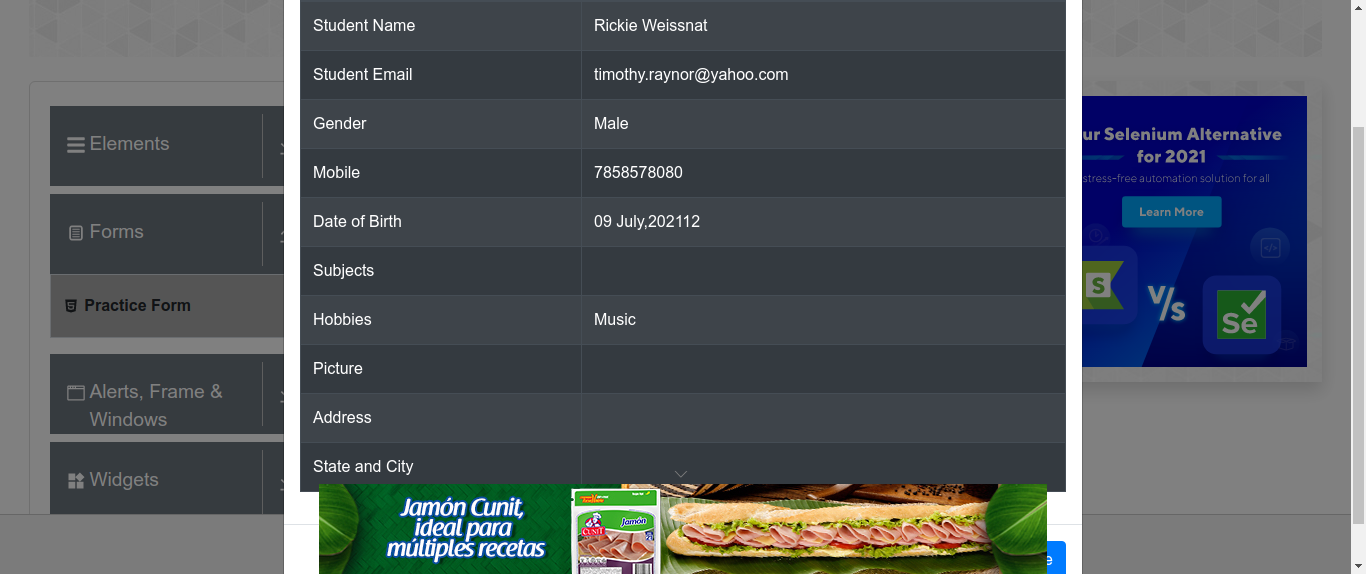 Student Name Rickie Weissnat
Student Email timothy.raynor@yahoo.com
Gender Male
Mobile 7858578080
Date of Birth 09 July,202112
Subjects
Hobbies Music
Picture
Address
State and City
Elements
Forms
Practice Form
Alerts, Frame &
Windows
Widgets
ur Selenium Alternative
for 2021
stress-free automation solution for all
Learn More
S
V/s
Se
Jamón Cunit,
ideal para
múltiples recetas
CUNIT
Jamón
e